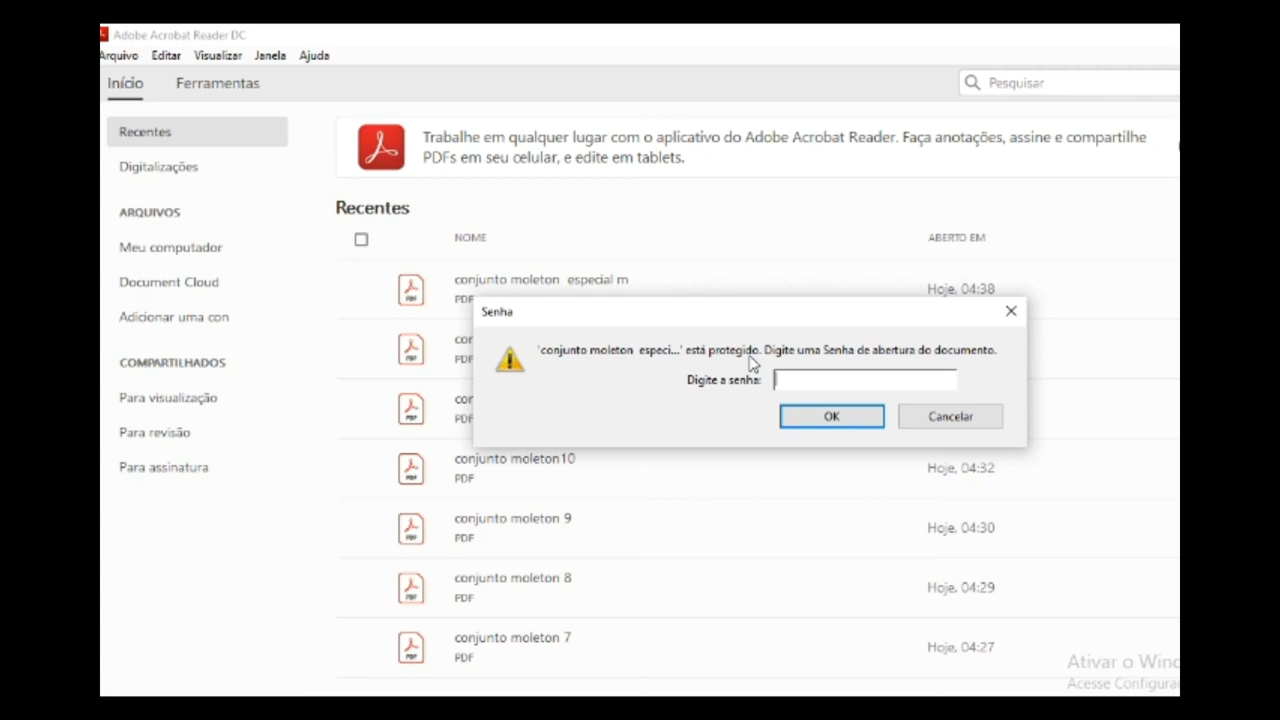 Adobe Acrobat Reader DC
Arquivo Editar Visualizar Janela Ajuda
Início Ferramentas
Pesquisar
Recentes
Digitalizações
ARQUIVOS
Meu computador
Document Cloud
Adicionar uma con
COMPARTILHADOS
Para visualização
Para revisão
Para assinatura
Trabalhe em qualquer lugar com o aplicativo do Adobe Acrobat Reader. Faça anotações, assine e compartilhe
PDFs em seu celular, e edite em tablets.
Recentes
NOME ABERTO EM
conjunto moleton especial m
PDF
Hoje, 04:38
cor
PDF
cor
PDF
Senha
'conjunto moleton especi...' está protegido. Digite uma Senha de abertura do documento.
Digite a senha:
OK Cancelar
conjunto moleton10
PDF
Hoje, 04:32
conjunto moleton 9
PDF
Hoje, 04:30
conjunto moleton 8
PDF
Hoje, 04:29
conjunto moleton 7
PDF
Hoje, 04:27
Ativar o Wind
Acesse Configura